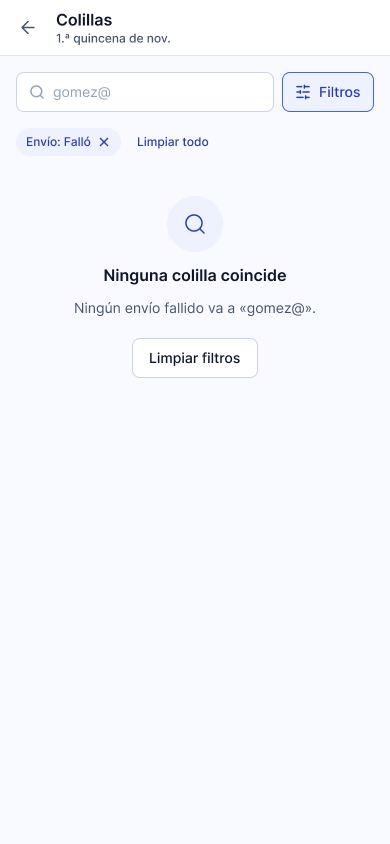 Colillas
1.ª quincena de nov.
gomez@
Filtros
Envío: Falló
Limpiar todo
Ninguna colilla coincide
Ningún envío fallido va a «gomez@».
Limpiar filtros